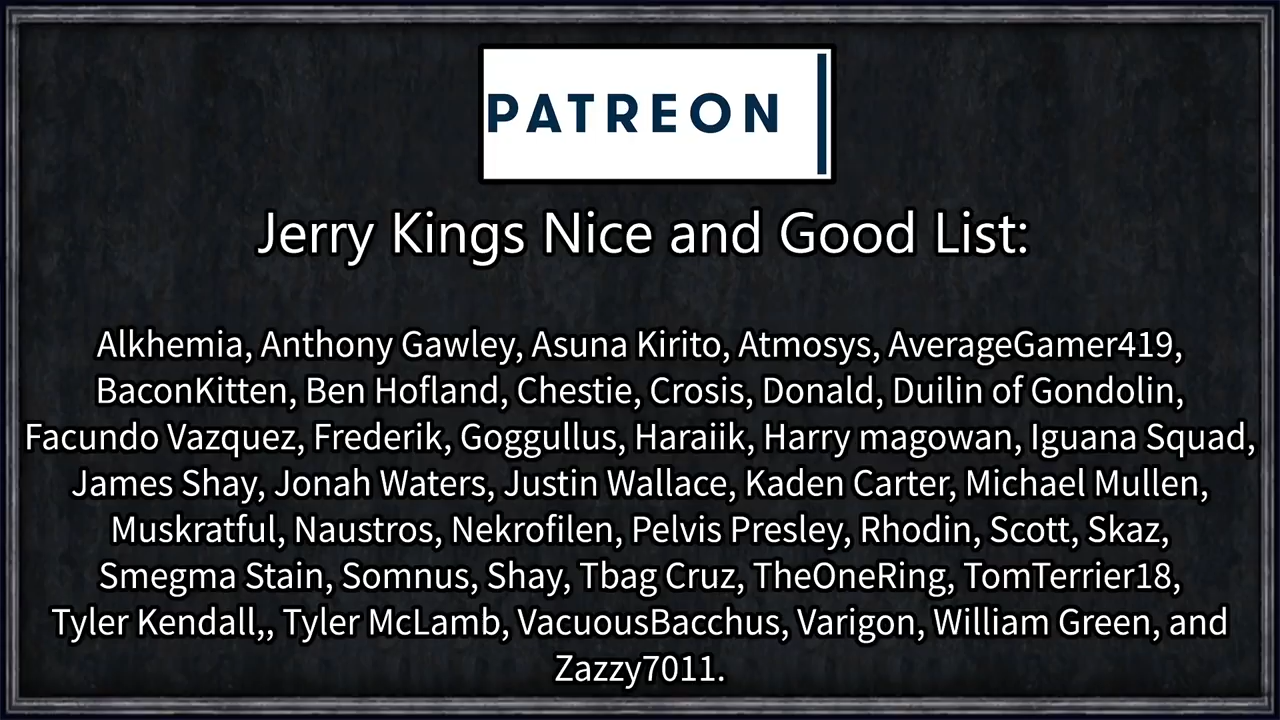 PATREON
Jerry Kings Nice and Good List:
Alkhemia, Anthony Gawley, Asuna Kirito, Atmosys, AverageGamer419,
BaconKitten, Ben Hofland, Chestie, Crosis, Donald, Duilin of Gondolin,
Facundo Vazquez, Frederik, Goggullus, Haraiik, Harry magowan, Iguana Squad,
James Shay, Jonah Waters, Justin Wallace, Kaden Carter, Michael Mullen,
Muskratful, Naustros, Nekrofilen, Pelvis Presley, Rhodin, Scott, Skaz,
Smegma Stain, Somnus, Shay, Tbag Cruz, TheOneRing, TomTerrier18,
Tyler Kendall,, Tyler McLamb, VacuousBacchus, Varigon, William Green, and
Zazzy7011.